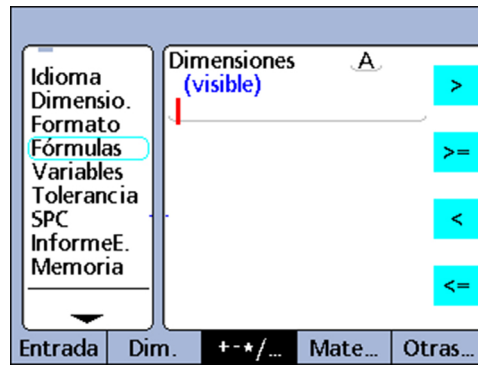 Idioma
Dimensio.
Formato
Fórmulas
Variables
Tolerancia
SPC
InformeE.
Memoria
Dimensiones A
(visible)
>
>=
<
<=
Entrada Dim. +-*/... Mate... Otras...